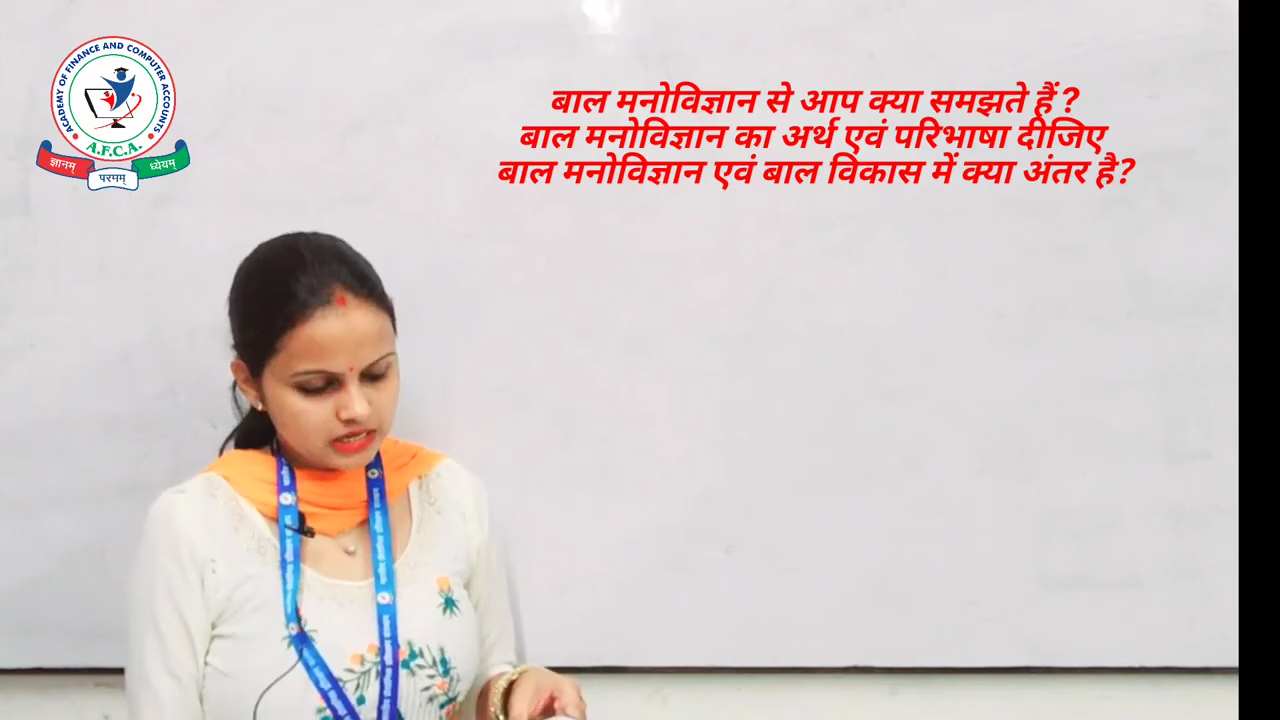 ACADEMY OF FINANCE AND COMPUTER ACCOUNTS
A.F.C.A.
ज्ञानम्
परमम्
ध्येयम्
बाल मनोविज्ञान से आप क्या समझते हैं ?
बाल मनोविज्ञान का अर्थ एवं परिभाषा दीजिए
बाल मनोविज्ञान एवं बाल विकास में क्या अंतर है?